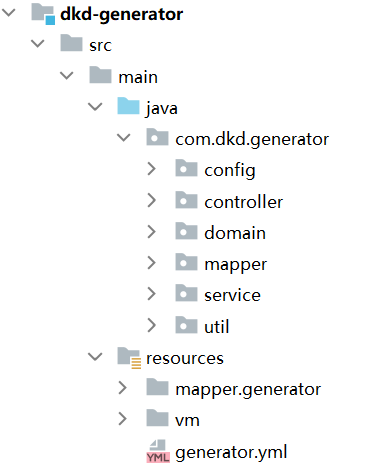 dkd-generator
src
main
java
com.dkd.generator
config
controller
domain
mapper
service
util
resources
mapper.generator
vm
YML generator.yml